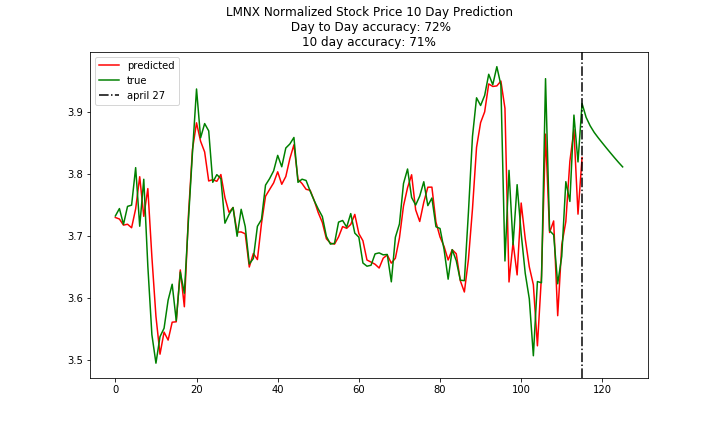 LMNX Normalized Stock Price 10 Day Prediction
Day to Day accuracy: 72%
10 day accuracy: 71%
predicted
true
april 27
3.9
3.8
3.7
3.6
3.5
0 20 40 60 80 100 120